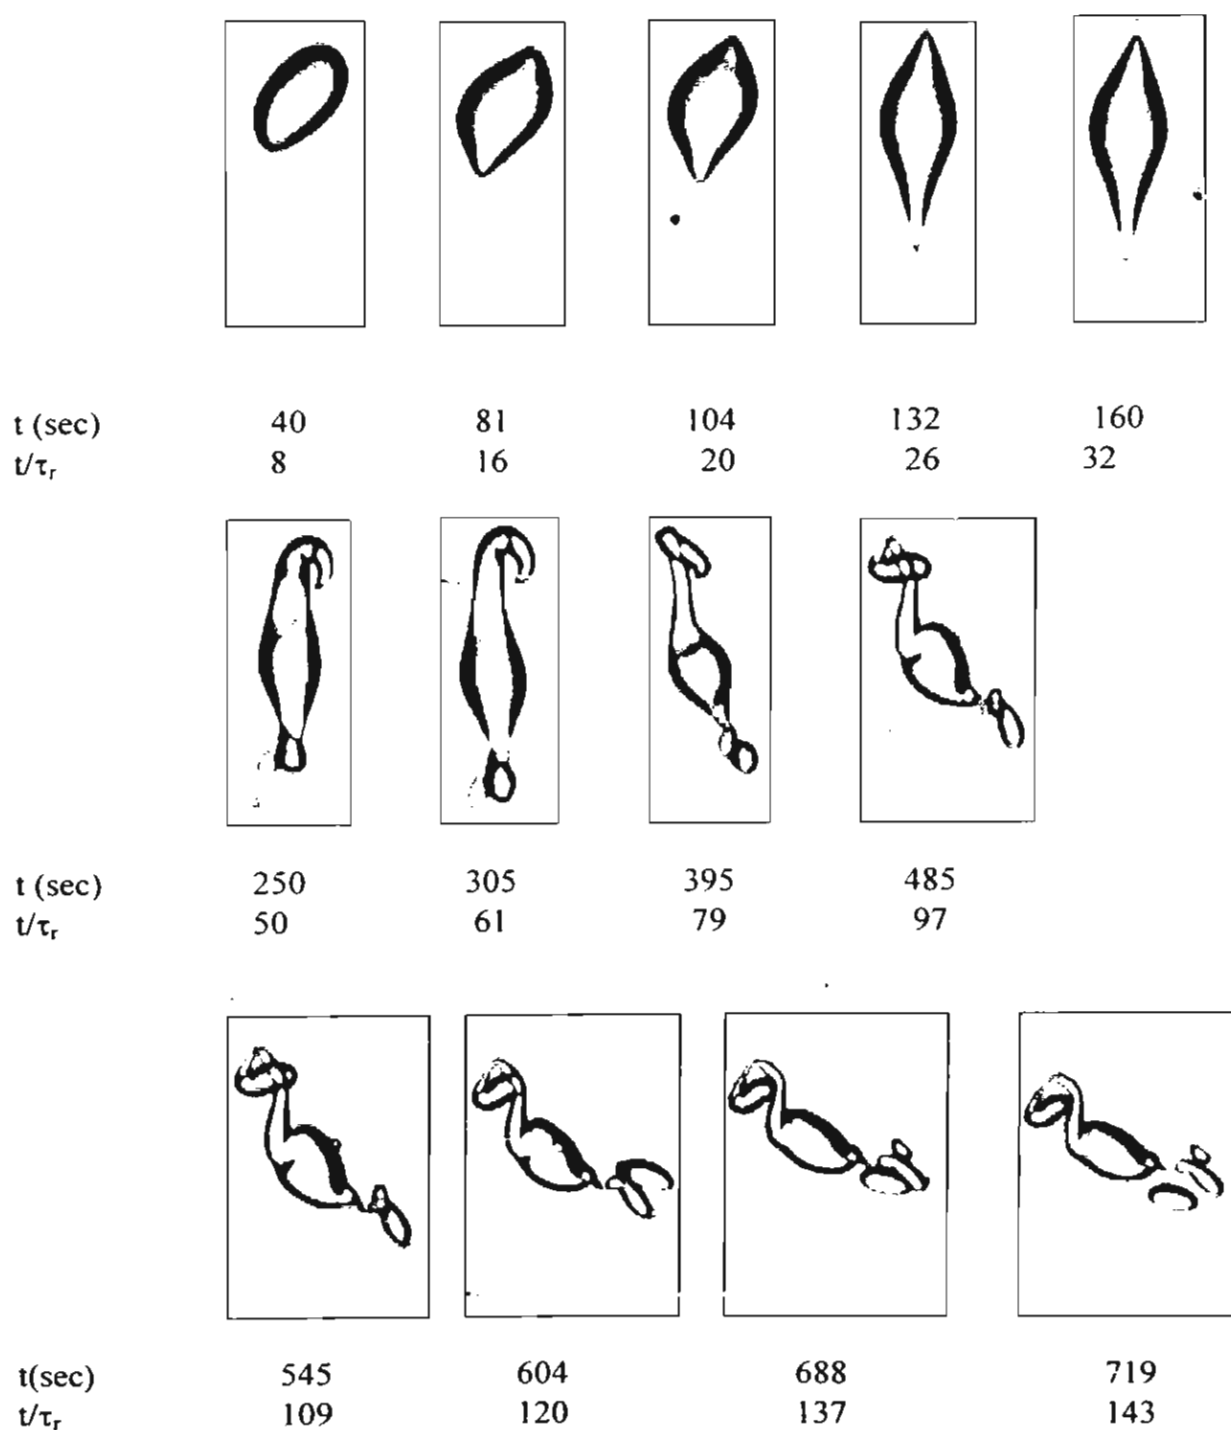 t (sec) 40 81 104 132 160
t/τr 8 16 20 26 32
t (sec) 250 305 395 485
t/τr 50 61 79 97
t(sec) 545 604 688 719
t/τr 109 120 137 143